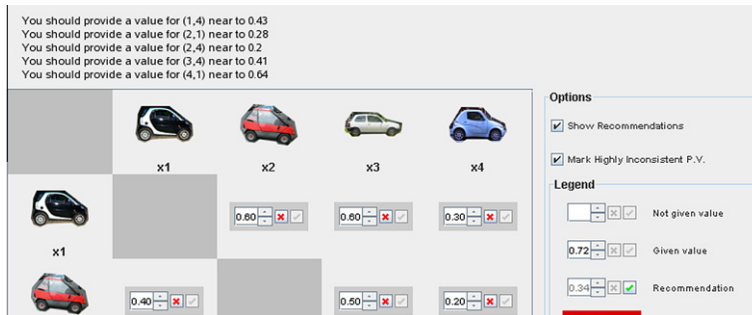 You should provide a value for (1,4) near to 0.43
You should provide a value for (2,1) near to 0.28
You should provide a value for (2,4) near to 0.2
You should provide a value for (3,4) near to 0.41
You should provide a value for (4,1) near to 0.64
Options
Show Recommendations
Mark Highly Inconsistent P.V.
Legend
Not given value
0.72 Given value
0.34 Recommendation
x1 x2 x3 x4
x1 0.60 0.60 0.30
0.40 0.50 0.20